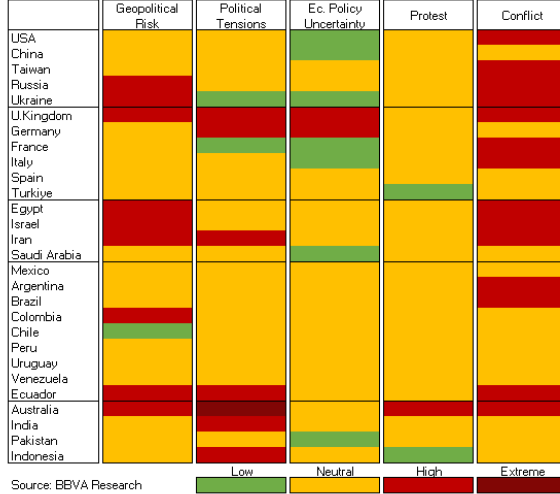 Geopolitical Risk Political Tensions Ec. Policy Uncertainty Protest Conflict
USA
China
Taiwan
Russia
Ukraine
U.Kingdom
Germany
France
Italy
Spain
Turkiye
Egypt
Israel
Iran
Saudi Arabia
Mexico
Argentina
Brazil
Colombia
Chile
Peru
Uruguay
Venezuela
Ecuador
Australia
India
Pakistan
Indonesia
Low Neutral High Extreme
Source: BBVA Research